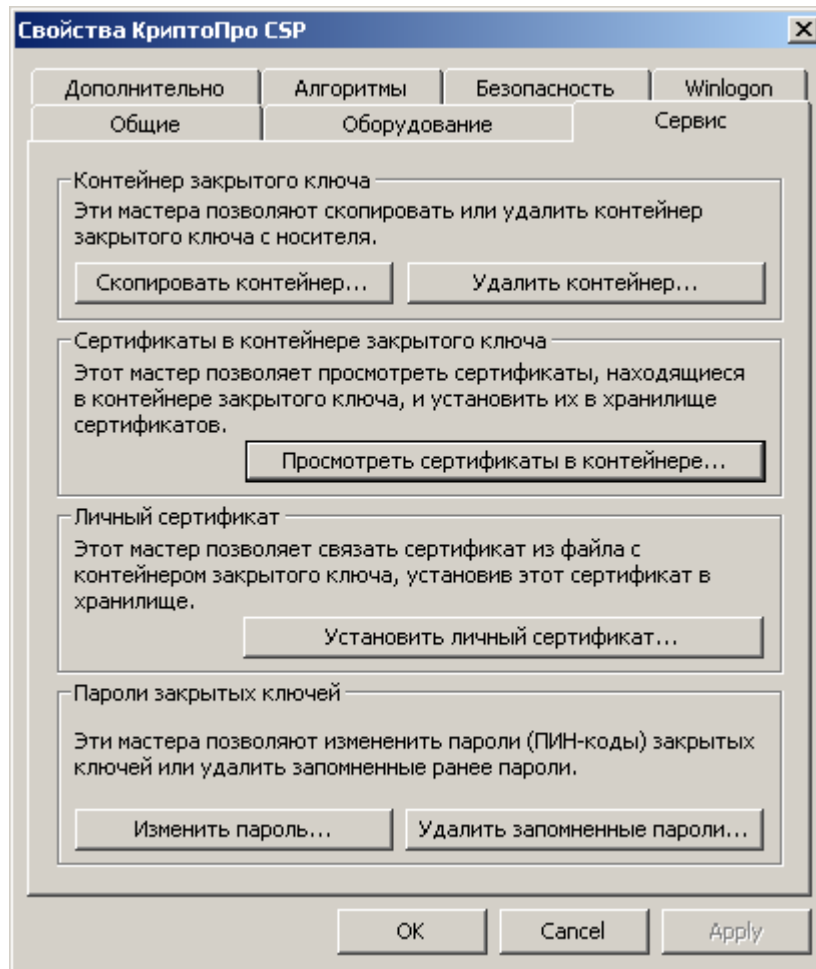 Свойства КриптоПро CSP
Дополнительно Алгоритмы Безопасность Winlogon
Общие Оборудование Сервис
Контейнер закрытого ключа
Эти мастера позволяют скопировать или удалить контейнер
закрытого ключа с носителя.
Скопировать контейнер... Удалить контейнер...
Сертификаты в контейнере закрытого ключа
Этот мастер позволяет просмотреть сертификаты, находящиеся
в контейнере закрытого ключа, и установить их в хранилище
сертификатов.
Просмотреть сертификаты в контейнере...
Личный сертификат
Этот мастер позволяет связать сертификат из файла с
контейнером закрытого ключа, установив этот сертификат в
хранилище.
Установить личный сертификат...
Пароли закрытых ключей
Эти мастера позволяют измененить пароли (ПИН-коды) закрытых
ключей или удалить запомненные ранее пароли.
Изменить пароль... Удалить запомненные пароли...
OK Cancel Apply